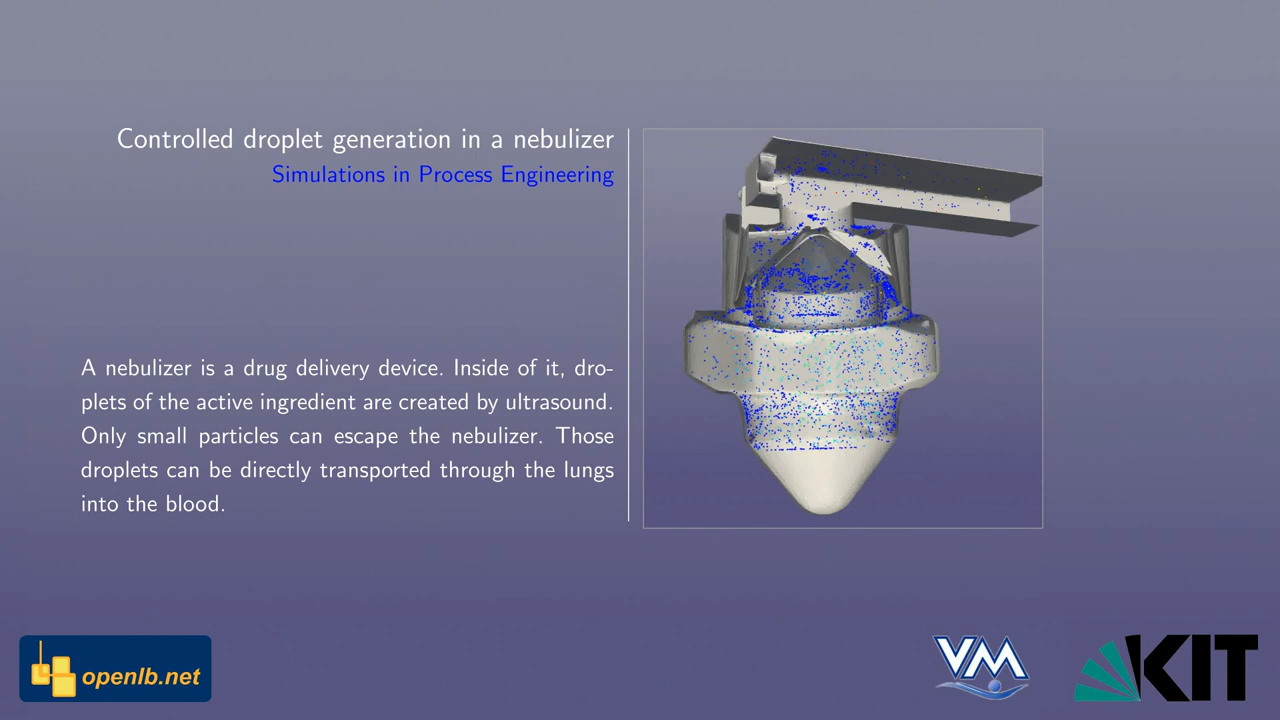 Controlled droplet generation in a nebulizer
Simulations in Process Engineering
A nebulizer is a drug delivery device. Inside of it, dro-
plets of the active ingredient are created by ultrasound.
Only small particles can escape the nebulizer. Those
droplets can be directly transported through the lungs
into the blood.
openlb.net
VM
KIT